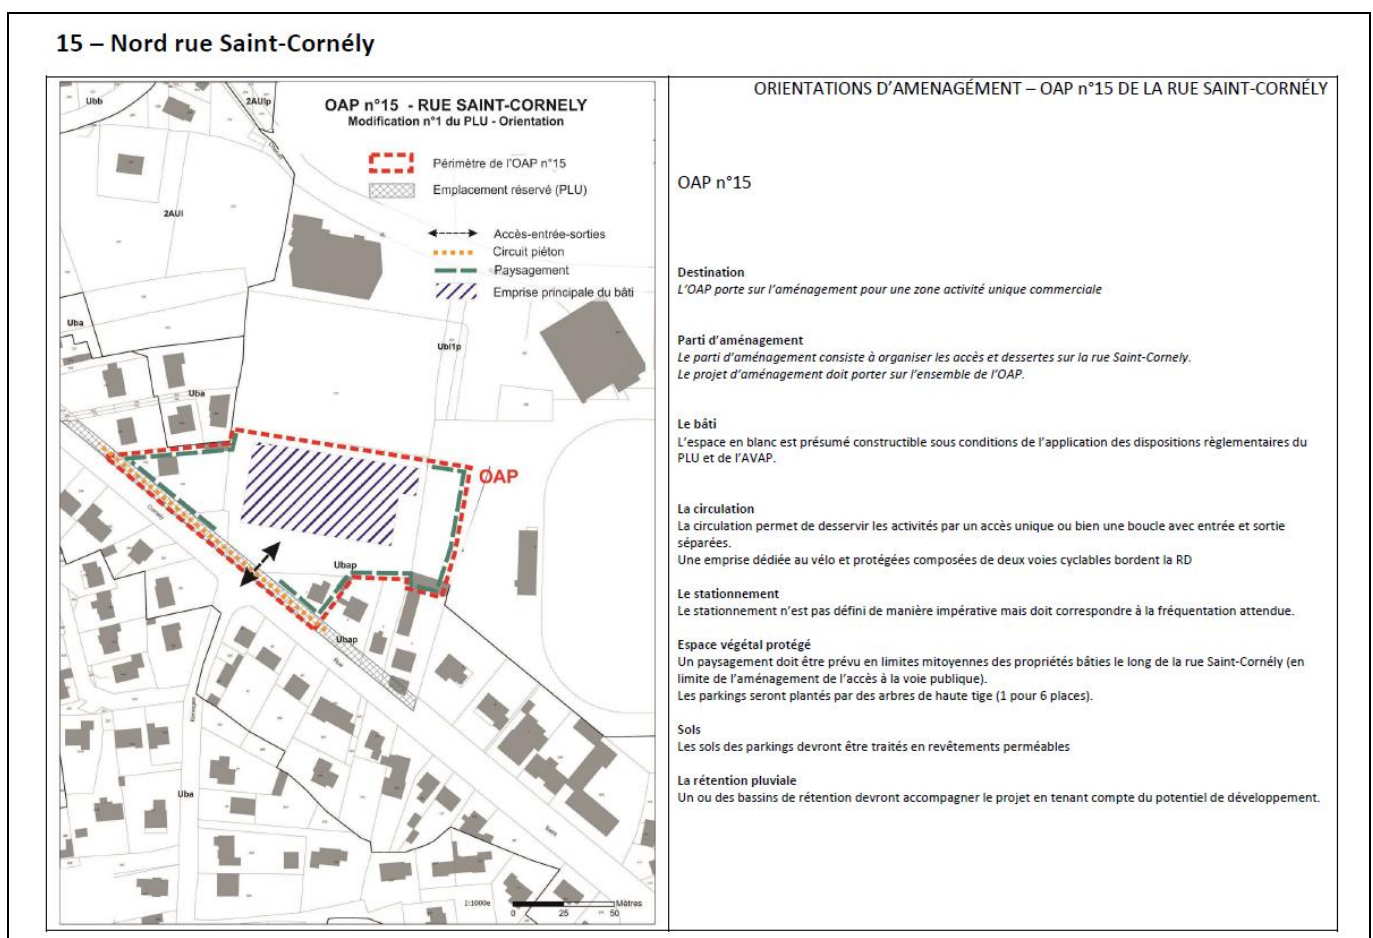 15 – Nord rue Saint-Cornély
OAP n°15 - RUE SAINT-CORNELY
Modification n°1 du PLU - Orientation
Périmètre de l'OAP n°15
Emplacement réservé (PLU)
Accès-entrée-sorties
Circuit piéton
Paysagement
Emprise principale du bâti
Ubb
2AUlp
2AUl
Uba
Ubl1p
Uba
OAP
Cornely
Ubap
Ubap
Rue
Uba
Saint
1:1000e
Mètres
0 25 50
ORIENTATIONS D'AMENAGÉMENT – OAP n°15 DE LA RUE SAINT-CORNÉLY
OAP n°15
Destination
L'OAP porte sur l'aménagement pour une zone activité unique commerciale
Parti d'aménagement
Le parti d'aménagement consiste à organiser les accès et dessertes sur la rue Saint-Cornely.
Le projet d'aménagement doit porter sur l'ensemble de l'OAP.
Le bâti
L'espace en blanc est présumé constructible sous conditions de l'application des dispositions règlementaires du
PLU et de l'AVAP.
La circulation
La circulation permet de desservir les activités par un accès unique ou bien une boucle avec entrée et sortie
séparées.
Une emprise dédiée au vélo et protégées composées de deux voies cyclables bordent la RD
Le stationnement
Le stationnement n'est pas défini de manière impérative mais doit correspondre à la fréquentation attendue.
Espace végétal protégé
Un paysagement doit être prévu en limites mitoyennes des propriétés bâties le long de la rue Saint-Cornély (en
limite de l'aménagement de l'accès à la voie publique).
Les parkings seront plantés par des arbres de haute tige (1 pour 6 places).
Sols
Les sols des parkings devront être traités en revêtements perméables
La rétention pluviale
Un ou des bassins de rétention devront accompagner le projet en tenant compte du potentiel de développement.